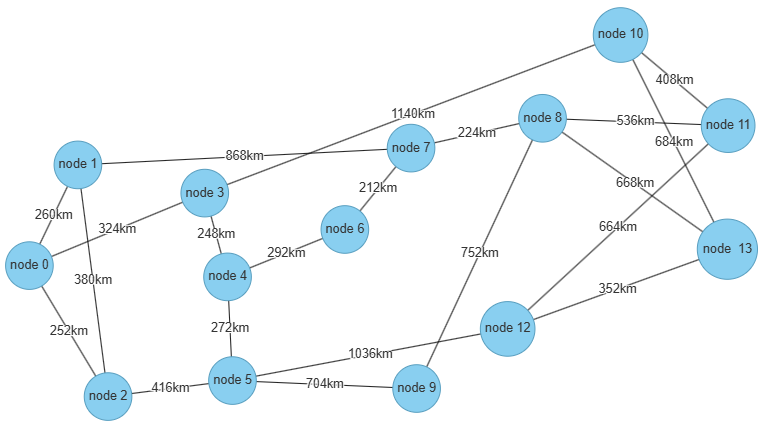 node 10
408km
1140km
node 8
node 11
536km
224km
684km
node 7
868km
node 1
668km
212km
node 3
260km
324km
248km
node 6
664km
node 13
292km
752km
node 0
380km
node 4
352km
252km
272km
node 12
1036km
416km
node 5
704km
node 9
node 2